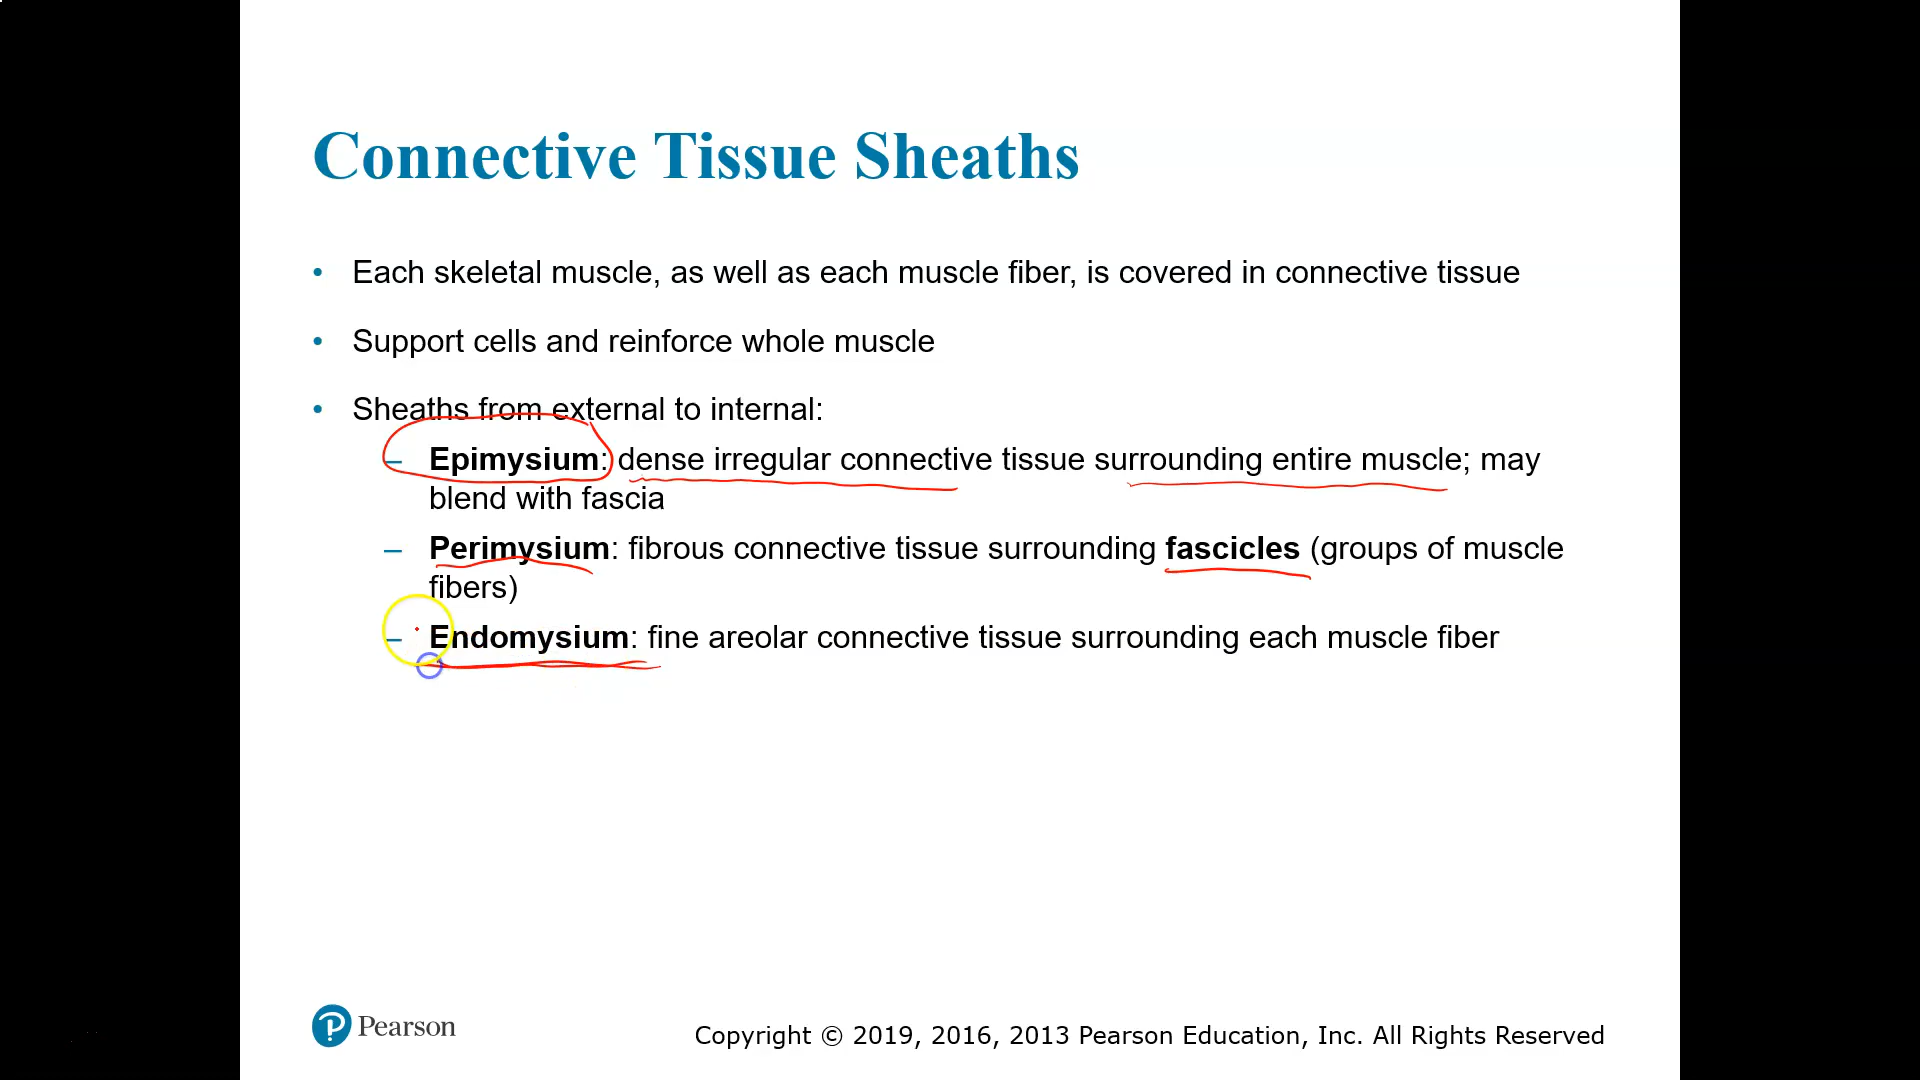 Connective Tissue Sheaths
• Each skeletal muscle, as well as each muscle fiber, is covered in connective tissue
• Support cells and reinforce whole muscle
• Sheaths from external to internal:
– Epimysium: dense irregular connective tissue surrounding entire muscle; may
blend with fascia
– Perimysium: fibrous connective tissue surrounding fascicles (groups of muscle
fibers)
– Endomysium: fine areolar connective tissue surrounding each muscle fiber
Pearson
Copyright © 2019, 2016, 2013 Pearson Education, Inc. All Rights Reserved